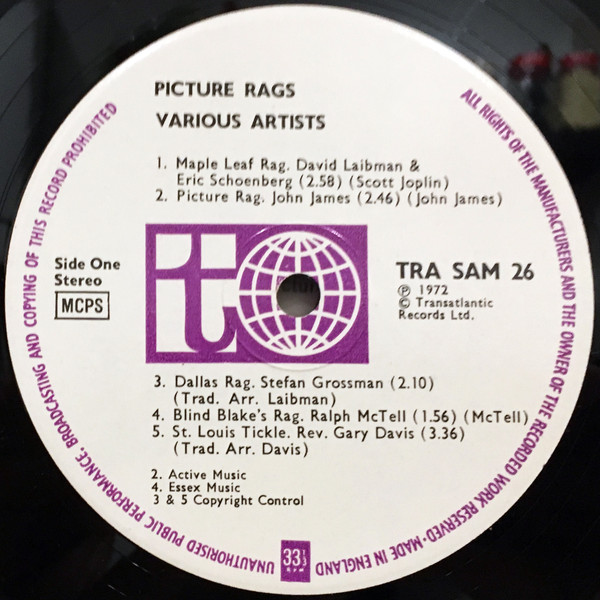 PICTURE RAGS
VARIOUS ARTISTS
1. Maple Leaf Rag. David Laibman &
Eric Schoenberg (2.58) (Scott Joplin)
2. Picture Rag. John James (2.46) (John James)
Side One
Stereo
MCPS
to
TRA SAM 26
Ⓟ 1972
© Transatlantic
Records Ltd.
3. Dallas Rag. Stefan Grossman (2.10)
(Trad. Arr. Laibman)
4. Blind Blake's Rag. Ralph McTell (1.56) (McTell)
5. St. Louis Tickle. Rev. Gary Davis (3.36)
(Trad. Arr. Davis)
2. Active Music
4. Essex Music
3 & 5 Copyright Control
33⅓
RPM
ALL RIGHTS OF THE MANUFACTURERS AND THE OWNER OF THE RECORDED WORK RESERVED · MADE IN ENGLAND
UNAUTHORISED PUBLIC PERFORMANCE, BROADCASTING AND COPYING OF THIS RECORD PROHIBITED